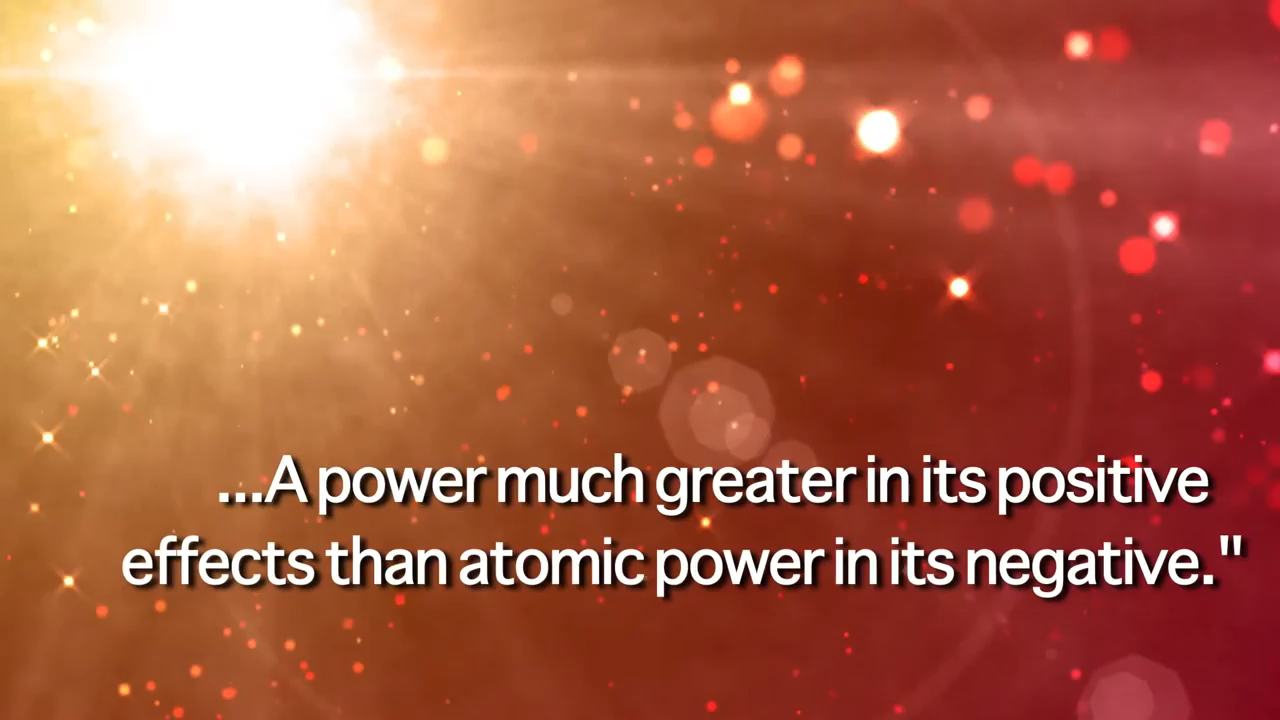 ...A power much greater in its positive
effects than atomic power in its negative."